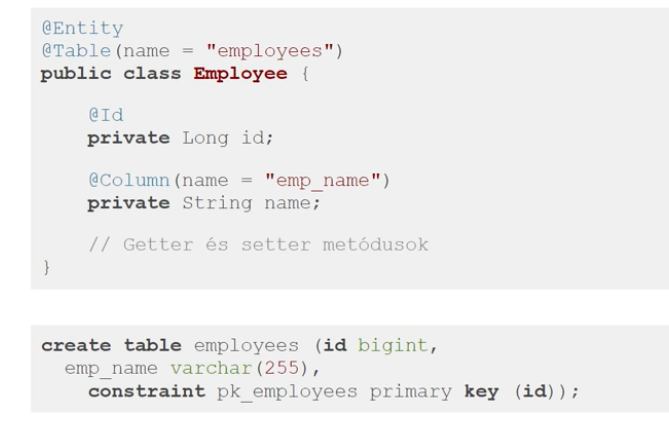 @Entity
@Table(name = "employees")
public class Employee {
@Id
private Long id;
@Column(name = "emp_name")
private String name;
// Getter és setter metódusok
}
create table employees (id bigint,
emp_name varchar(255),
constraint pk_employees primary key (id));